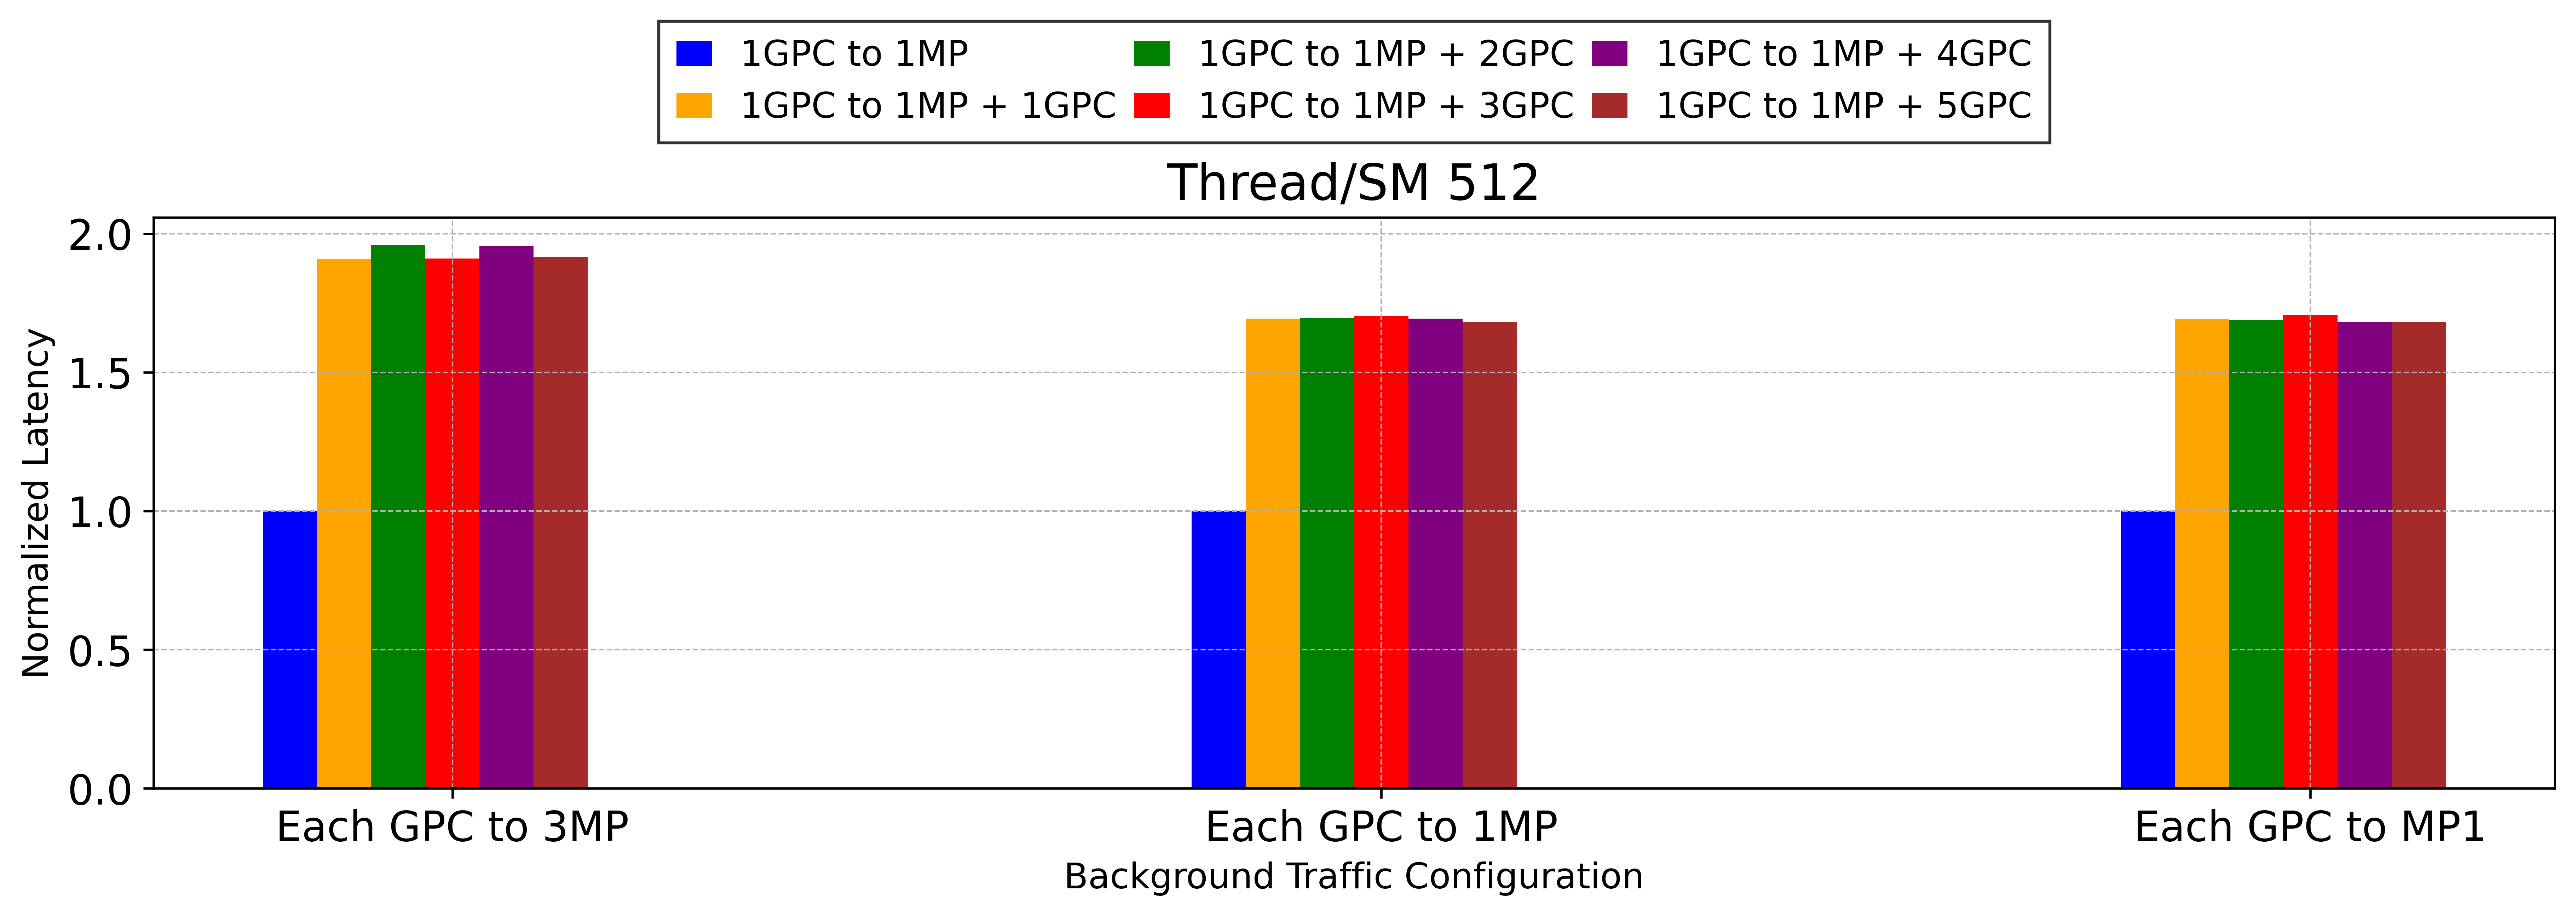 1GPC to 1MP
1GPC to 1MP + 1GPC
1GPC to 1MP + 2GPC
1GPC to 1MP + 3GPC
1GPC to 1MP + 4GPC
1GPC to 1MP + 5GPC
Thread/SM 512
Normalized Latency
2.0
1.5
1.0
0.5
0.0
Each GPC to 3MP
Each GPC to 1MP
Each GPC to MP1
Background Traffic Configuration